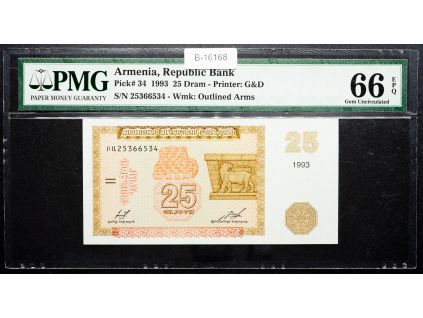 B-16168
PMG
PAPER MONEY GUARANTY
Armenia, Republic Bank
Pick# 34 1993 25 Dram - Printer: G&D
S/N 25366534 - Wmk: Outlined Arms
66 EPQ
Gem Uncirculated
25366534
25
1993
25